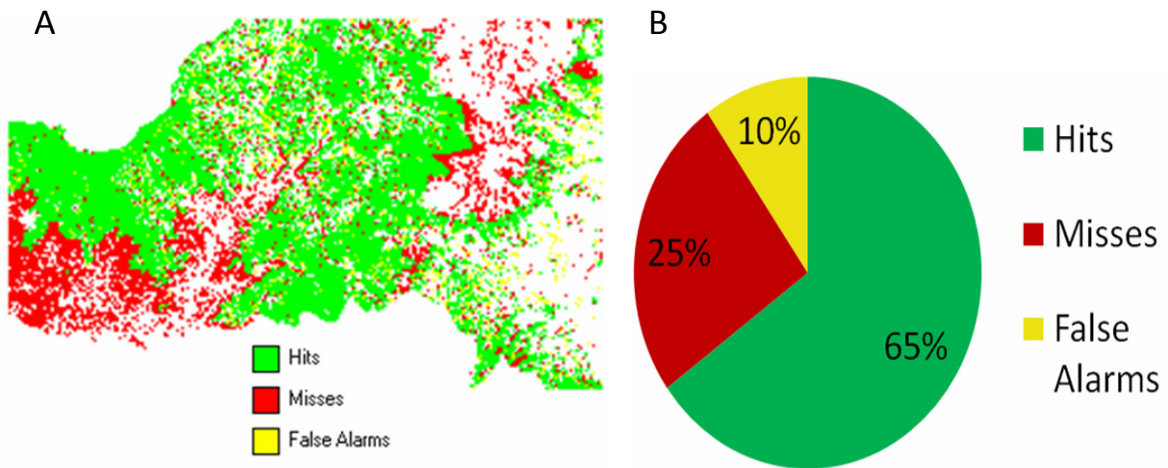 A
Hits
Misses
False Alarms
B
10%
25%
65%
Hits
Misses
False
Alarms